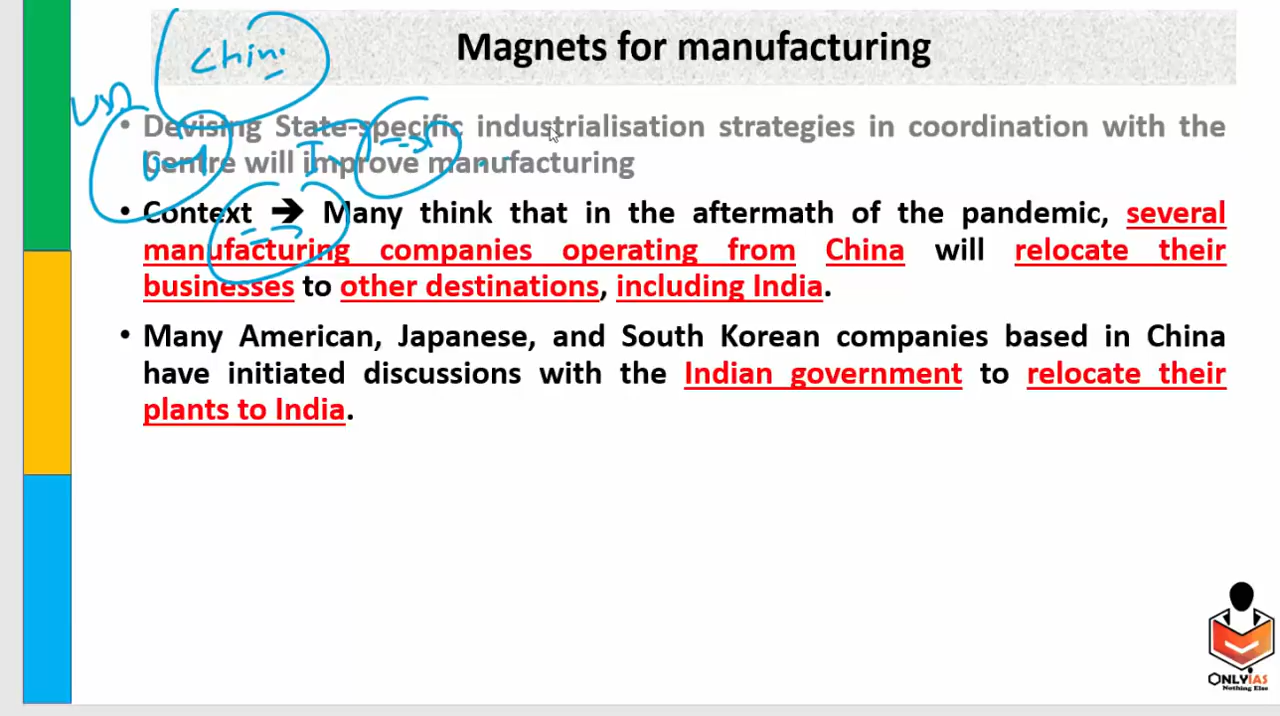 Magnets for manufacturing
China
USA
• Devising State-specific industrialisation strategies in coordination with the
Centre will improve manufacturing
• Context ➔ Many think that in the aftermath of the pandemic, several
manufacturing companies operating from China will relocate their
businesses to other destinations, including India.
• Many American, Japanese, and South Korean companies based in China
have initiated discussions with the Indian government to relocate their
plants to India.
ONLYIAS
Nothing Else